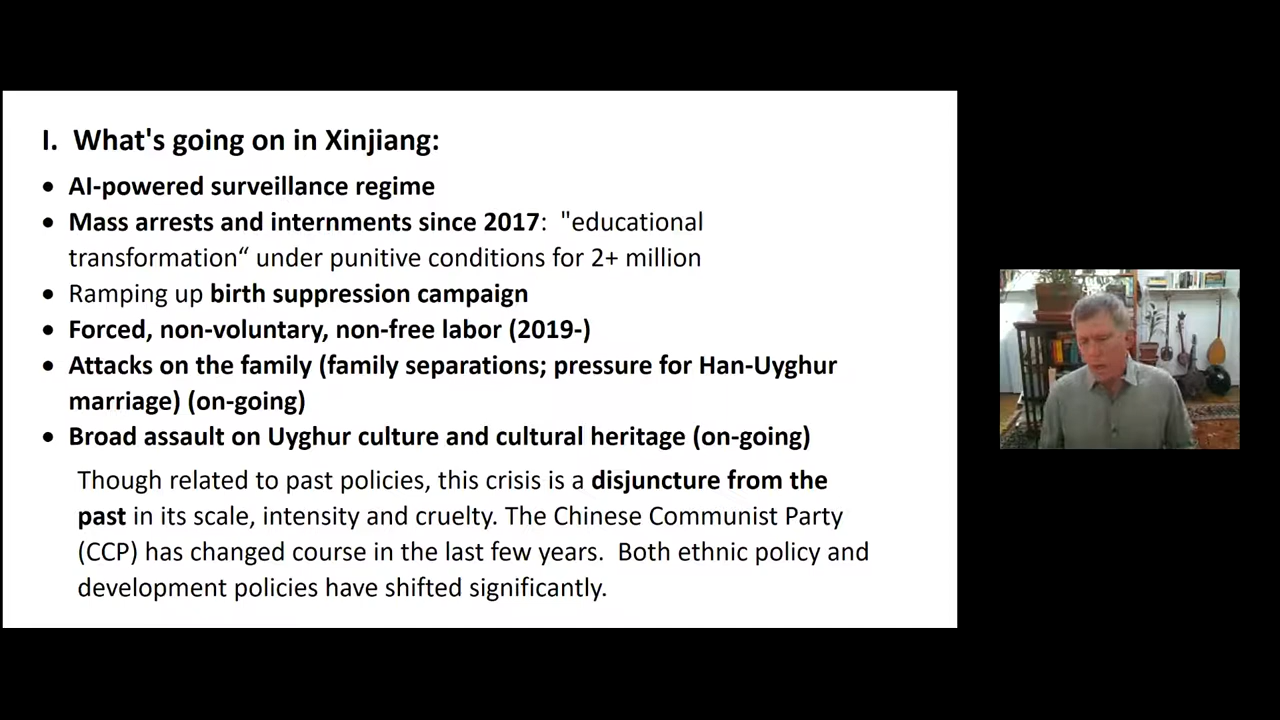 I. What's going on in Xinjiang:
• AI-powered surveillance regime
• Mass arrests and internments since 2017: "educational
transformation“ under punitive conditions for 2+ million
• Ramping up birth suppression campaign
• Forced, non-voluntary, non-free labor (2019-)
• Attacks on the family (family separations; pressure for Han-Uyghur
marriage) (on-going)
• Broad assault on Uyghur culture and cultural heritage (on-going)
Though related to past policies, this crisis is a disjuncture from the
past in its scale, intensity and cruelty. The Chinese Communist Party
(CCP) has changed course in the last few years. Both ethnic policy and
development policies have shifted significantly.